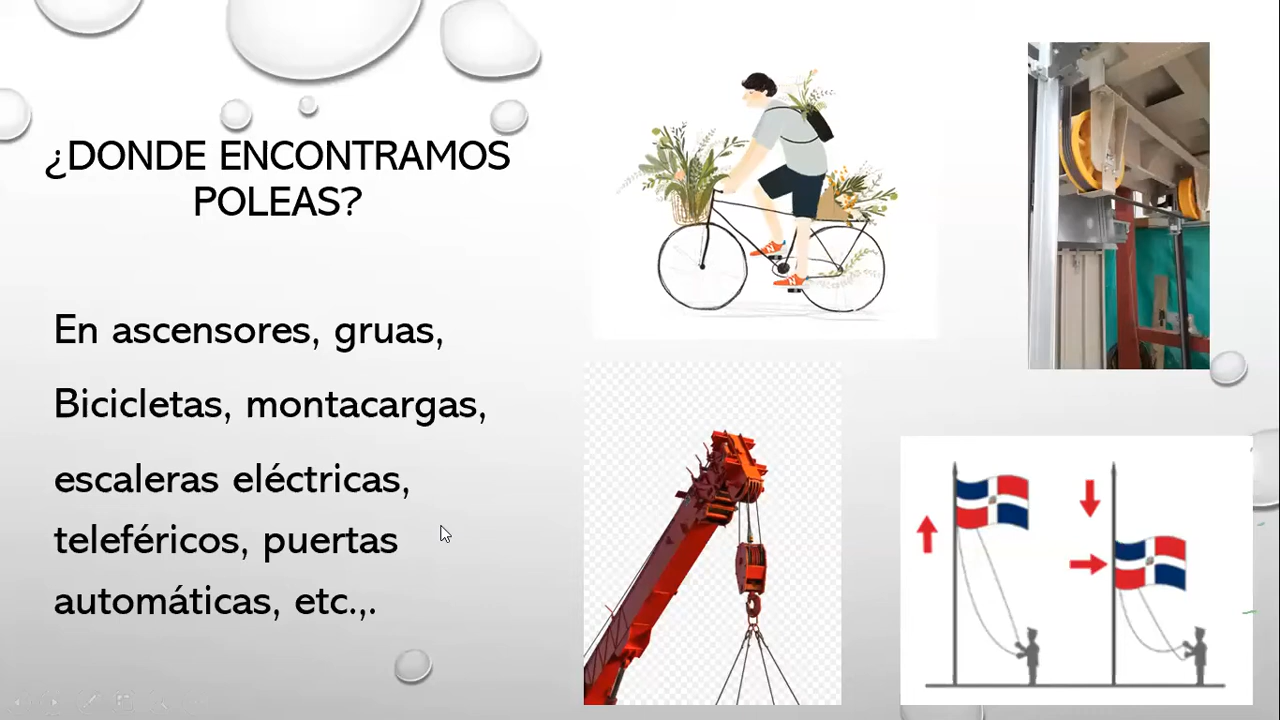 ¿DONDE ENCONTRAMOS
POLEAS?
En ascensores, gruas,
Bicicletas, montacargas,
escaleras eléctricas,
teleféricos, puertas
automáticas, etc.,.